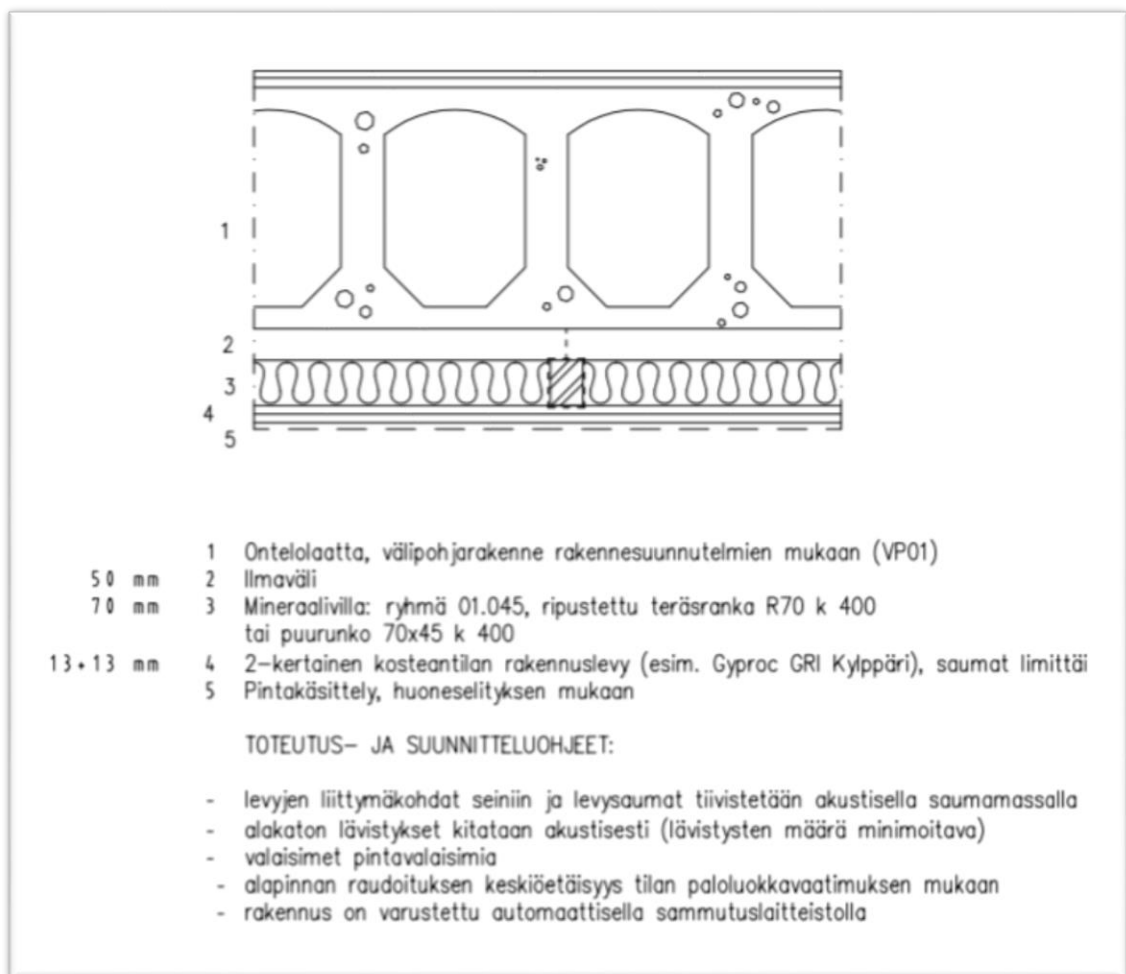 1
2
3
4
5
1 Ontelolaatta, välipohjarakenne rakennesuunnutelmien mukaan (VP01)
50 mm 2 Ilmaväli
70 mm 3 Mineraalivilla: ryhmä 01.045, ripustettu teräsranka R70 k 400
tai puurunko 70x45 k 400
13+13 mm 4 2-kertainen kosteantilan rakennuslevy (esim. Gyproc GRI Kylppäri), saumat limittäi
5 Pintakäsittely, huoneselityksen mukaan
TOTEUTUS- JA SUUNNITTELUOHJEET:
- levyjen liittymäkohdat seiniin ja levysaumat tiivistetään akustisella saumamassalla
- alakaton lävistykset kitataan akustisesti (lävistysten määrä minimoitava)
- valaisimet pintavalaisimia
- alapinnan raudoituksen keskiöetäisyys tilan paloluokkavaatimuksen mukaan
- rakennus on varustettu automaattisella sammutuslaitteistolla